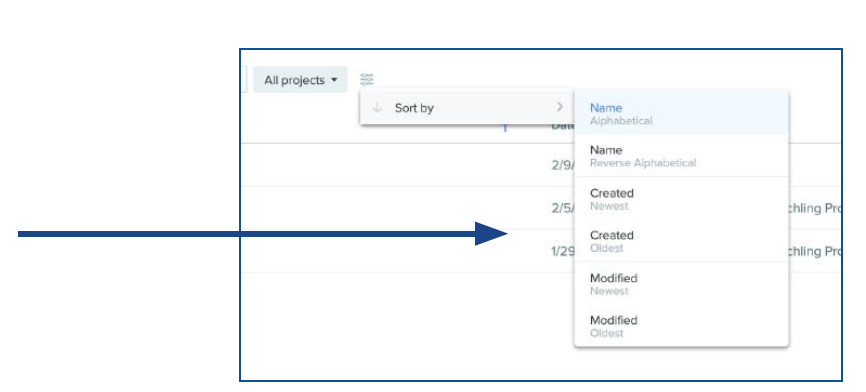 All projects
Sort by
Name
Alphabetical
Name
Reverse Alphabetical
2/9/
Created
Newest
2/5/
chling Pro
Created
Oldest
1/29
chling Pro
Modified
Newest
Modified
Oldest